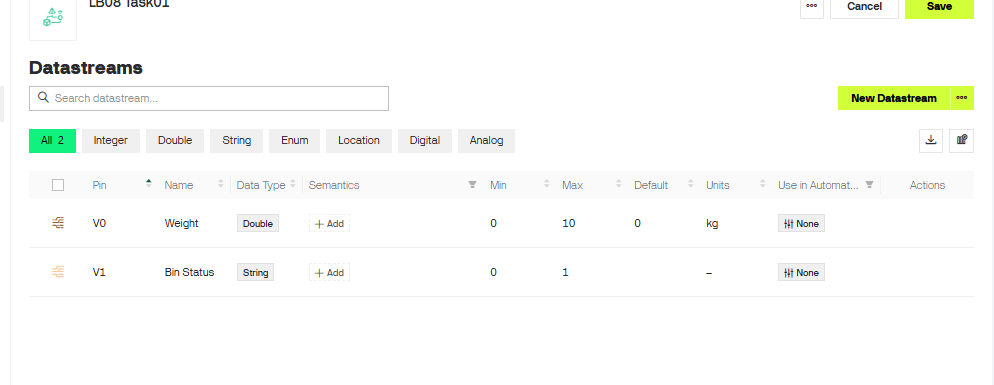 LB08 Task01
Cancel
Save
Datastreams
Search datastream...
New Datastream
All 2
Integer
Double
String
Enum
Location
Digital
Analog
Pin Name Data Type Semantics Min Max Default Units Use in Automat... Actions
V0 Weight Double + Add 0 10 0 kg None
V1 Bin Status String + Add 0 1 – None